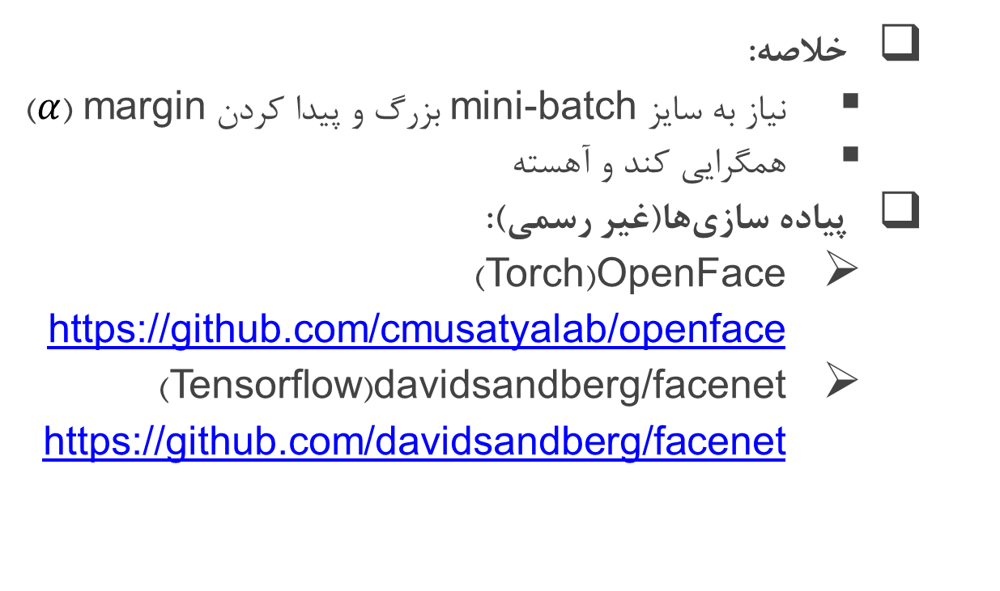 خلاصه:
نیاز به سایز mini-batch بزرگ و پیدا کردن margin (α)
همگرایی کند و آهسته
پیاده سازی‌ها(غیر رسمی):
OpenFace(Torch)
https://github.com/cmusatyalab/openface
davidsandberg/facenet(Tensorflow)
https://github.com/davidsandberg/facenet